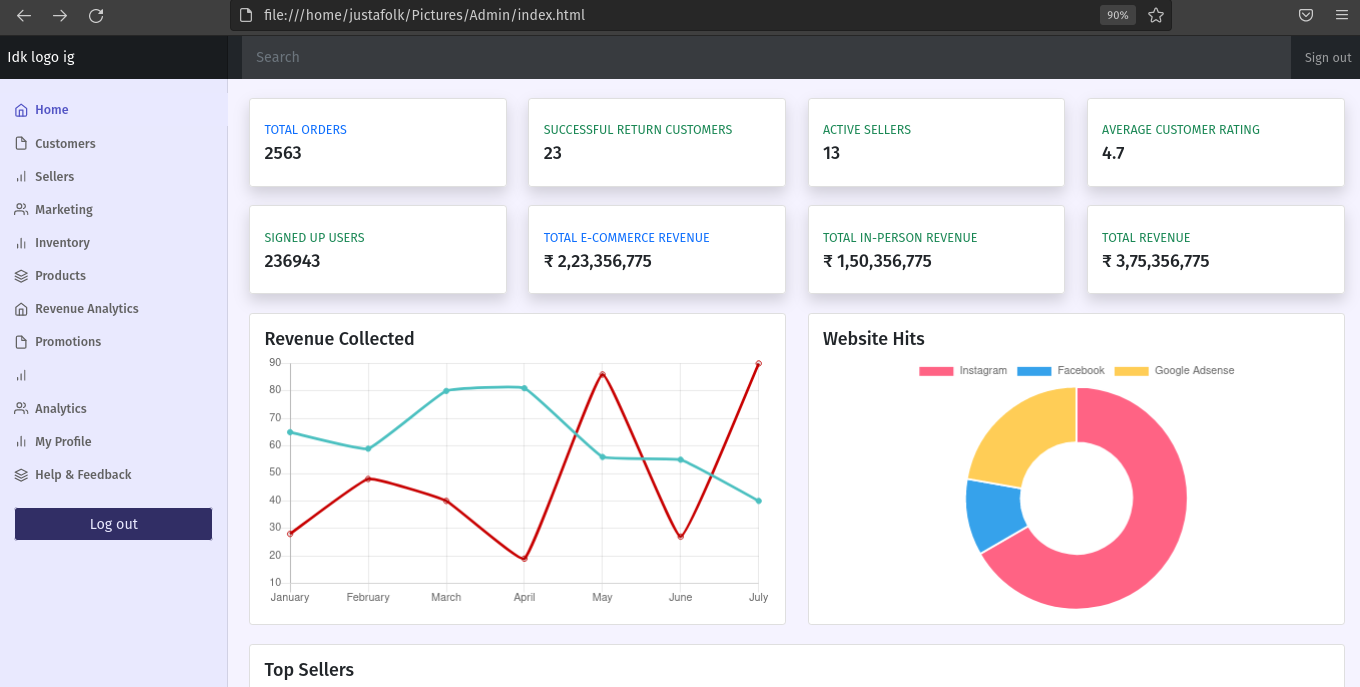 file:///home/justafolk/Pictures/Admin/index.html 90%
Idk logo ig Search Sign out
Home
Customers
Sellers
Marketing
Inventory
Products
Revenue Analytics
Promotions
Analytics
My Profile
Help & Feedback
Log out
TOTAL ORDERS
2563
SUCCESSFUL RETURN CUSTOMERS
23
ACTIVE SELLERS
13
AVERAGE CUSTOMER RATING
4.7
SIGNED UP USERS
236943
TOTAL E-COMMERCE REVENUE
₹ 2,23,356,775
TOTAL IN-PERSON REVENUE
₹ 1,50,356,775
TOTAL REVENUE
₹ 3,75,356,775
Revenue Collected
90
80
70
60
50
40
30
20
10
January February March April May June July
Website Hits
Instagram Facebook Google Adsense
Top Sellers